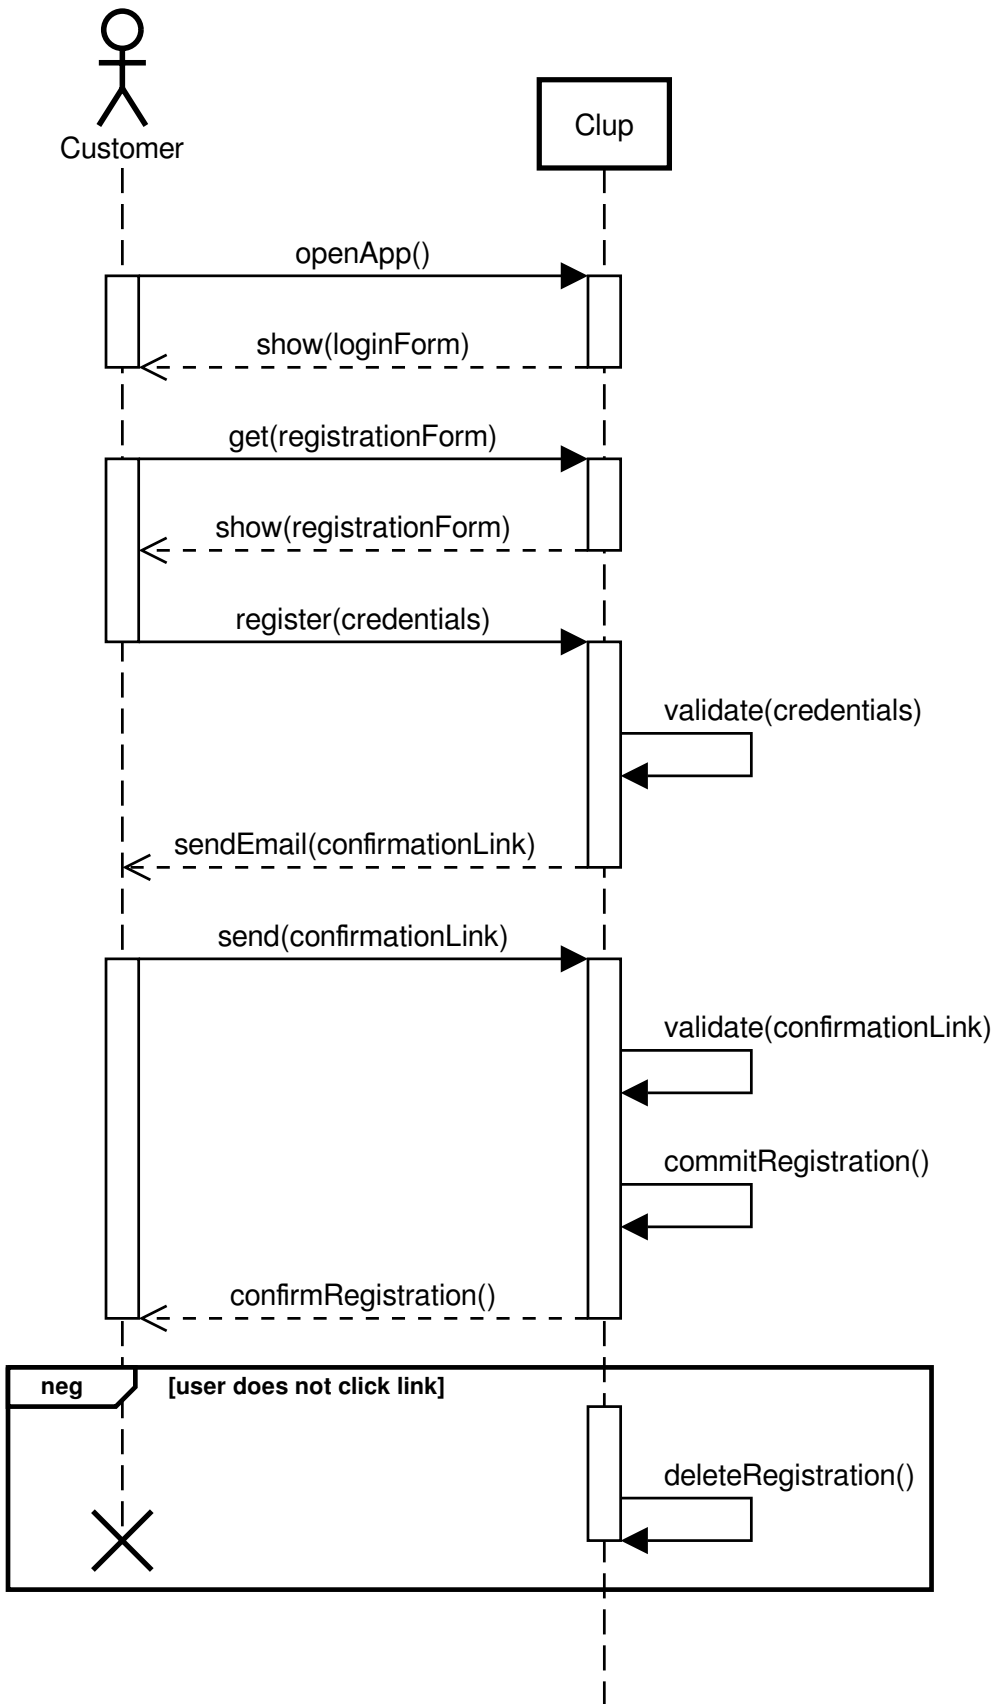 Customer
Clup
openApp()
show(loginForm)
get(registrationForm)
show(registrationForm)
register(credentials)
validate(credentials)
sendEmail(confirmationLink)
send(confirmationLink)
validate(confirmationLink)
commitRegistration()
confirmRegistration()
neg [user does not click link]
deleteRegistration()